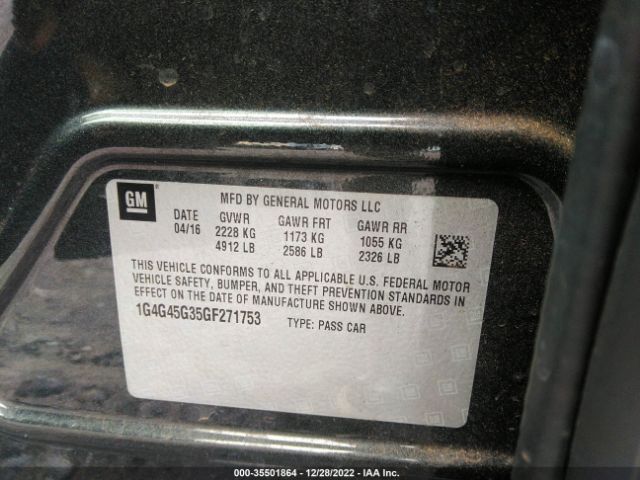 GM
MFD BY GENERAL MOTORS LLC
DATE GVWR GAWR FRT GAWR RR
04/16 2228 KG 1173 KG 1055 KG
4912 LB 2586 LB 2326 LB
THIS VEHICLE CONFORMS TO ALL APPLICABLE U.S. FEDERAL MOTOR
VEHICLE SAFETY, BUMPER, AND THEFT PREVENTION STANDARDS IN
EFFECT ON THE DATE OF MANUFACTURE SHOWN ABOVE.
1G4G45G35GF271753 TYPE: PASS CAR
000-35501864 - 12/28/2022 - IAA Inc.